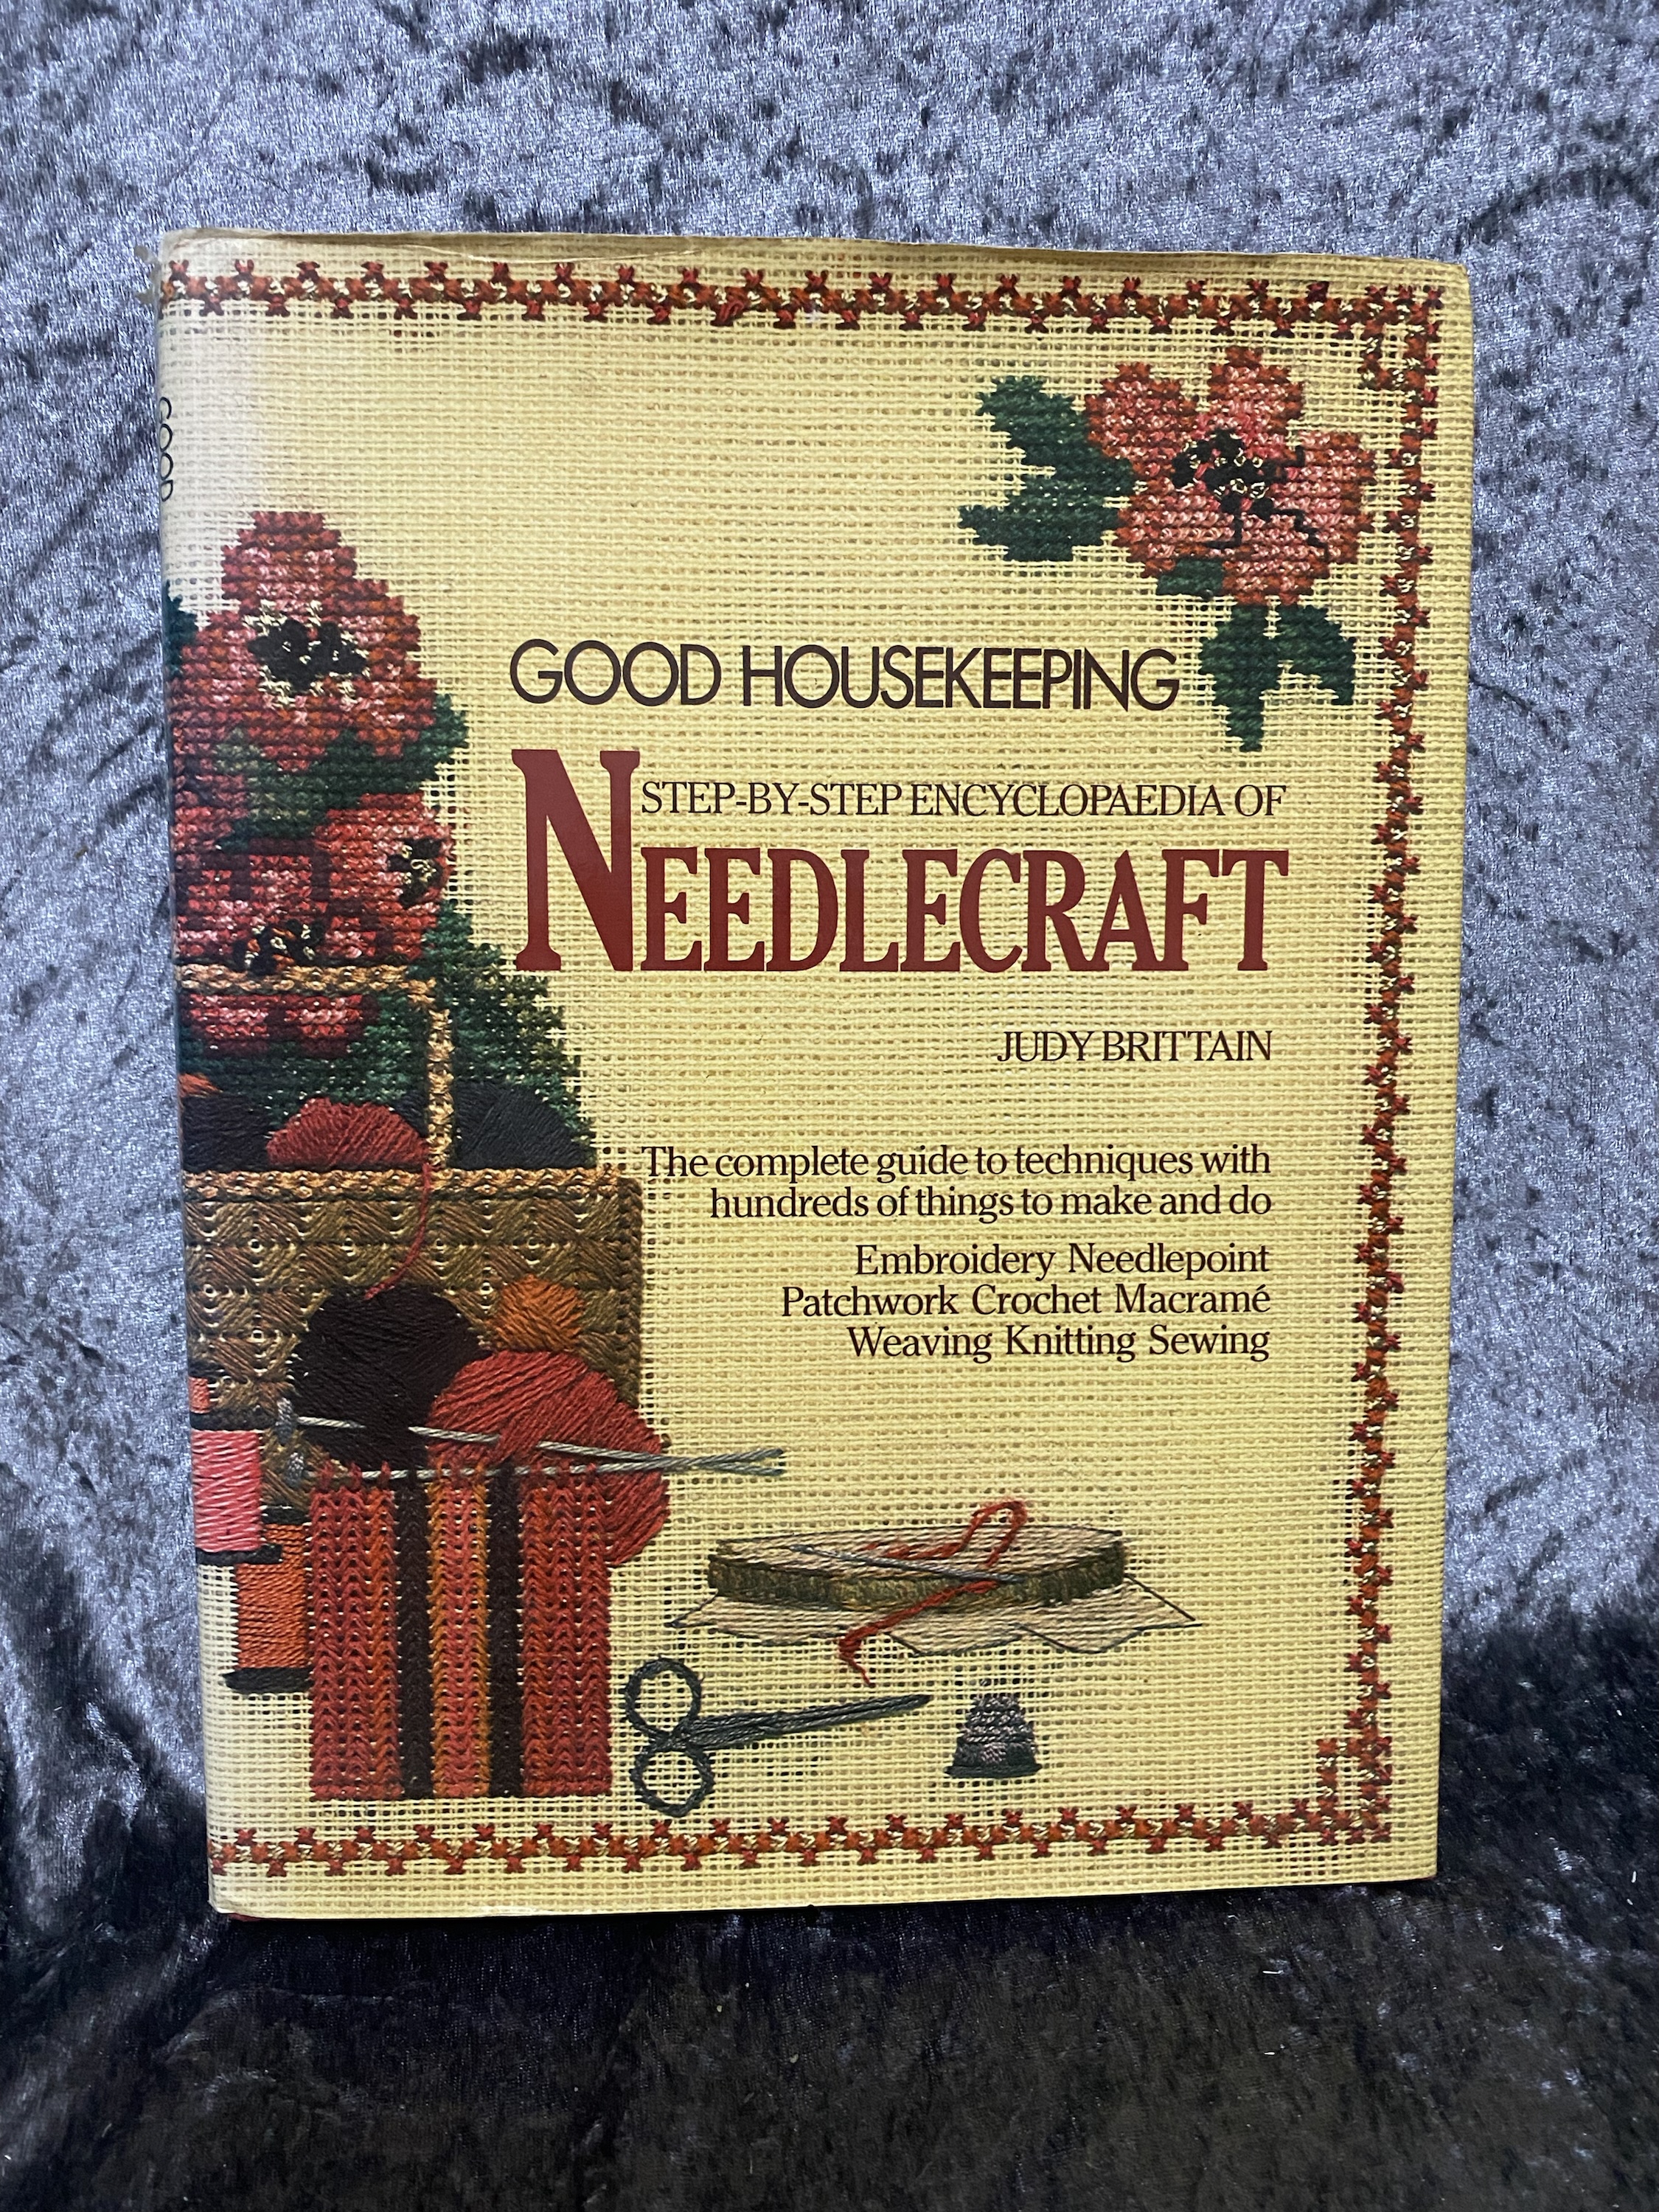 GOOD
GOOD HOUSEKEEPING
STEP-BY-STEP ENCYCLOPAEDIA OF
NEEDLECRAFT
JUDY BRITTAIN
The complete guide to techniques with
hundreds of things to make and do
Embroidery Needlepoint
Patchwork Crochet Macramé
Weaving Knitting Sewing